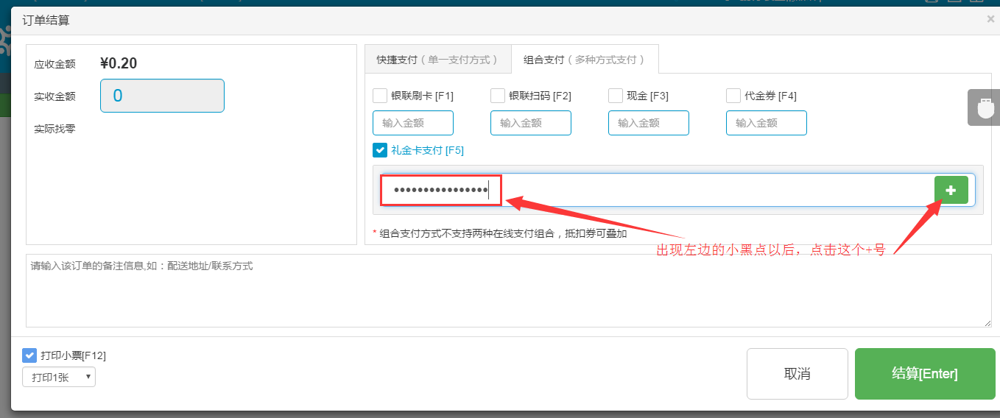 订单结算
×
应收金额 ¥0.20
实收金额 0
实际找零
快捷支付（单一支付方式） 组合支付（多种方式支付）
银联刷卡 [F1] 银联扫码 [F2] 现金 [F3] 代金券 [F4]
输入金额 输入金额 输入金额 输入金额
礼金卡支付 [F5]
••••••••••••••••
* 组合支付方式不支持两种在线支付组合，抵扣券可叠加
出现左边的小黑点以后，点击这个+号
请输入该订单的备注信息,如：配送地址/联系方式
打印小票[F12]
打印1张
取消 结算[Enter]